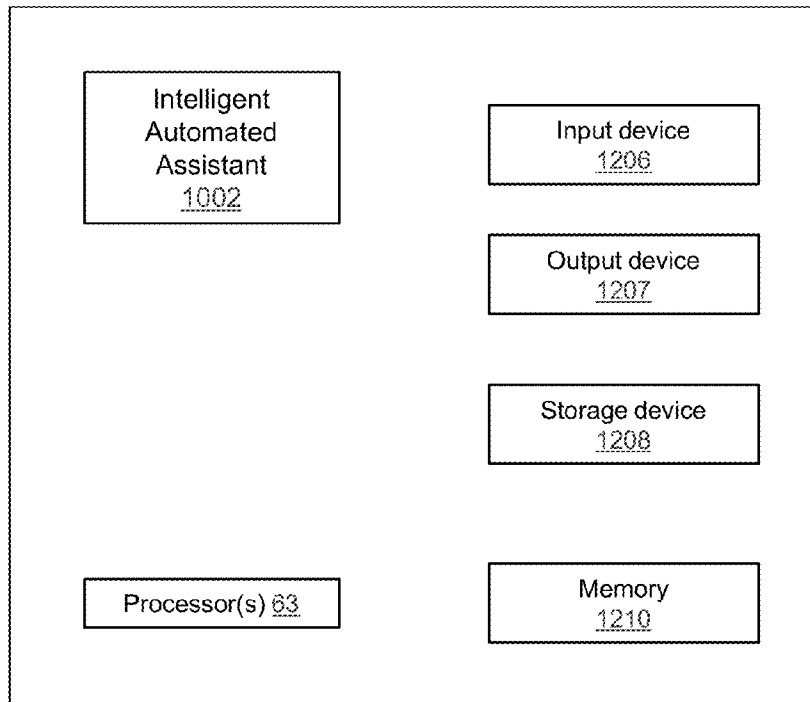 Intelligent
Automated
Assistant
1002
Input device
1206
Output device
1207
Storage device
1208
Processor(s) 63
Memory
1210